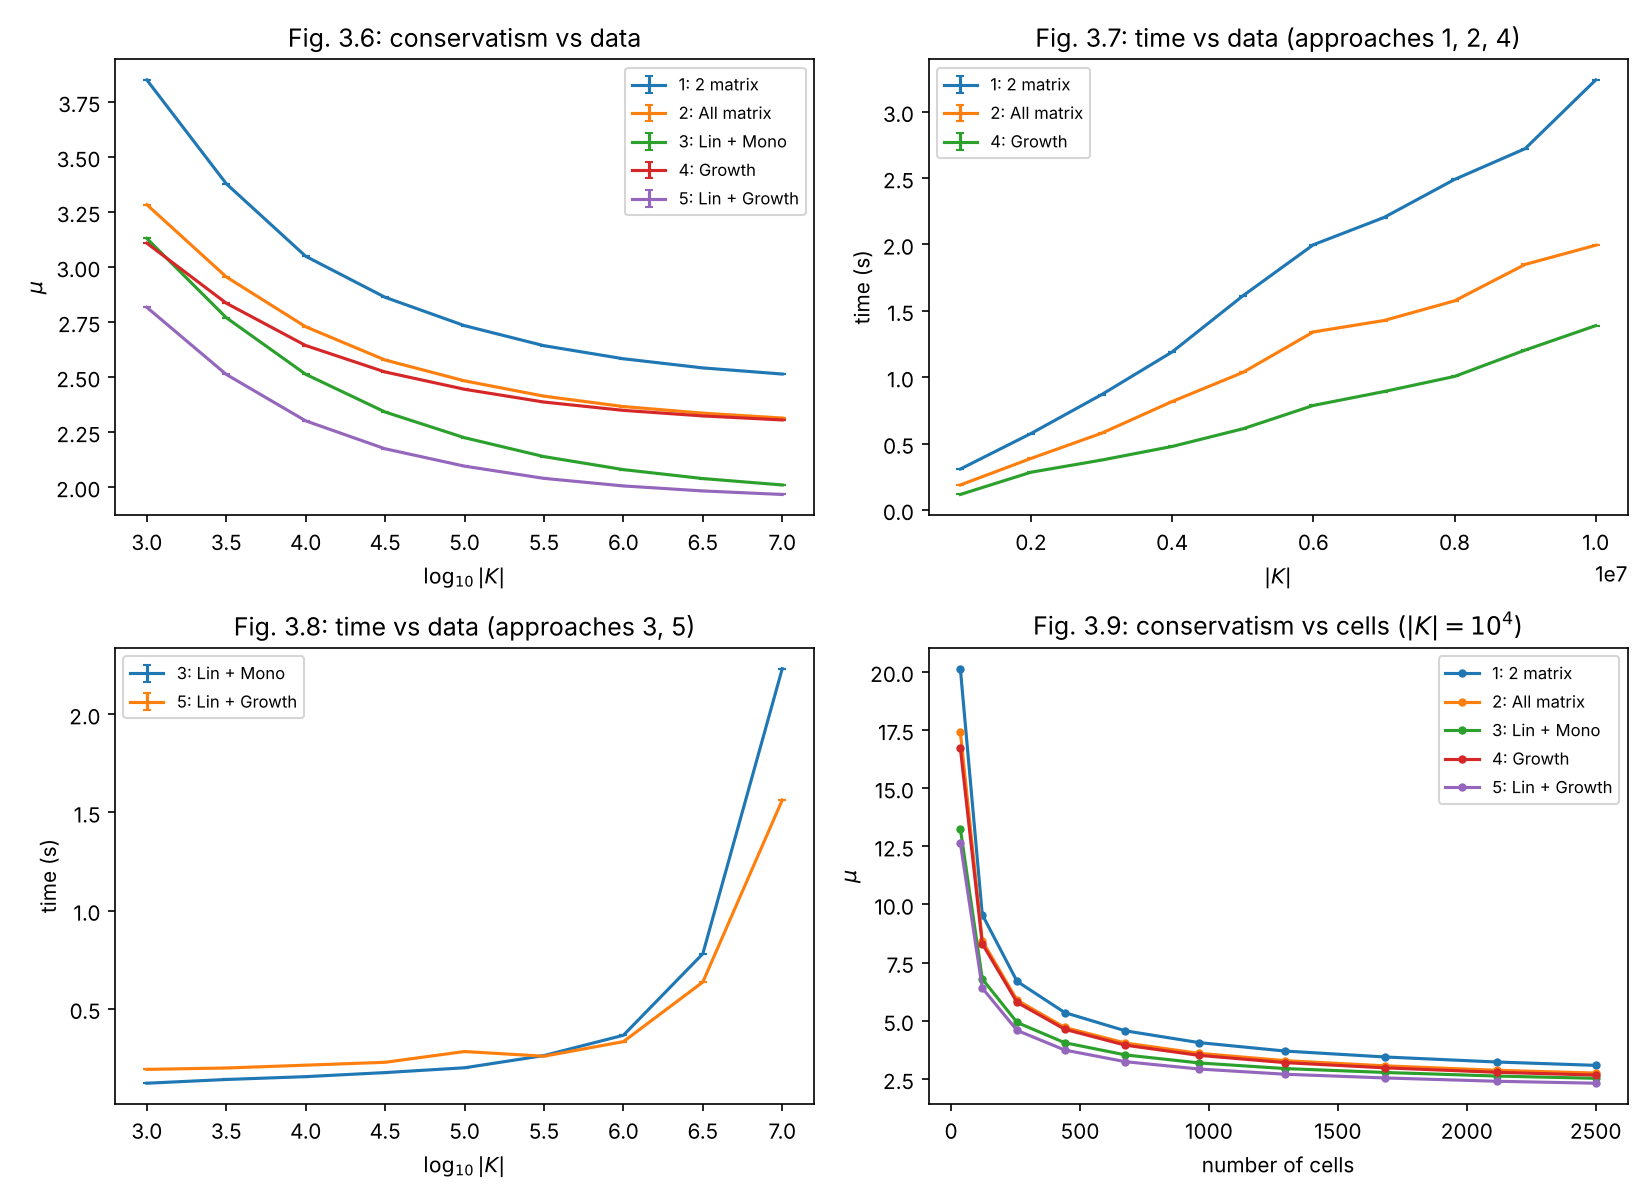 Fig. 3.6: conservatism vs data
3.75
3.50
3.25
3.00
2.75
2.50
2.25
2.00
μ
1: 2 matrix
2: All matrix
3: Lin + Mono
4: Growth
5: Lin + Growth
3.0 3.5 4.0 4.5 5.0 5.5 6.0 6.5 7.0
log₁₀ |K|
Fig. 3.7: time vs data (approaches 1, 2, 4)
3.0
2.5
2.0
1.5
1.0
0.5
0.0
time (s)
1: 2 matrix
2: All matrix
4: Growth
0.2 0.4 0.6 0.8 1.0
1e7
|K|
Fig. 3.8: time vs data (approaches 3, 5)
2.0
1.5
1.0
0.5
time (s)
3: Lin + Mono
5: Lin + Growth
3.0 3.5 4.0 4.5 5.0 5.5 6.0 6.5 7.0
log₁₀ |K|
Fig. 3.9: conservatism vs cells (|K| = 10⁴)
20.0
17.5
15.0
12.5
10.0
7.5
5.0
2.5
μ
1: 2 matrix
2: All matrix
3: Lin + Mono
4: Growth
5: Lin + Growth
0 500 1000 1500 2000 2500
number of cells